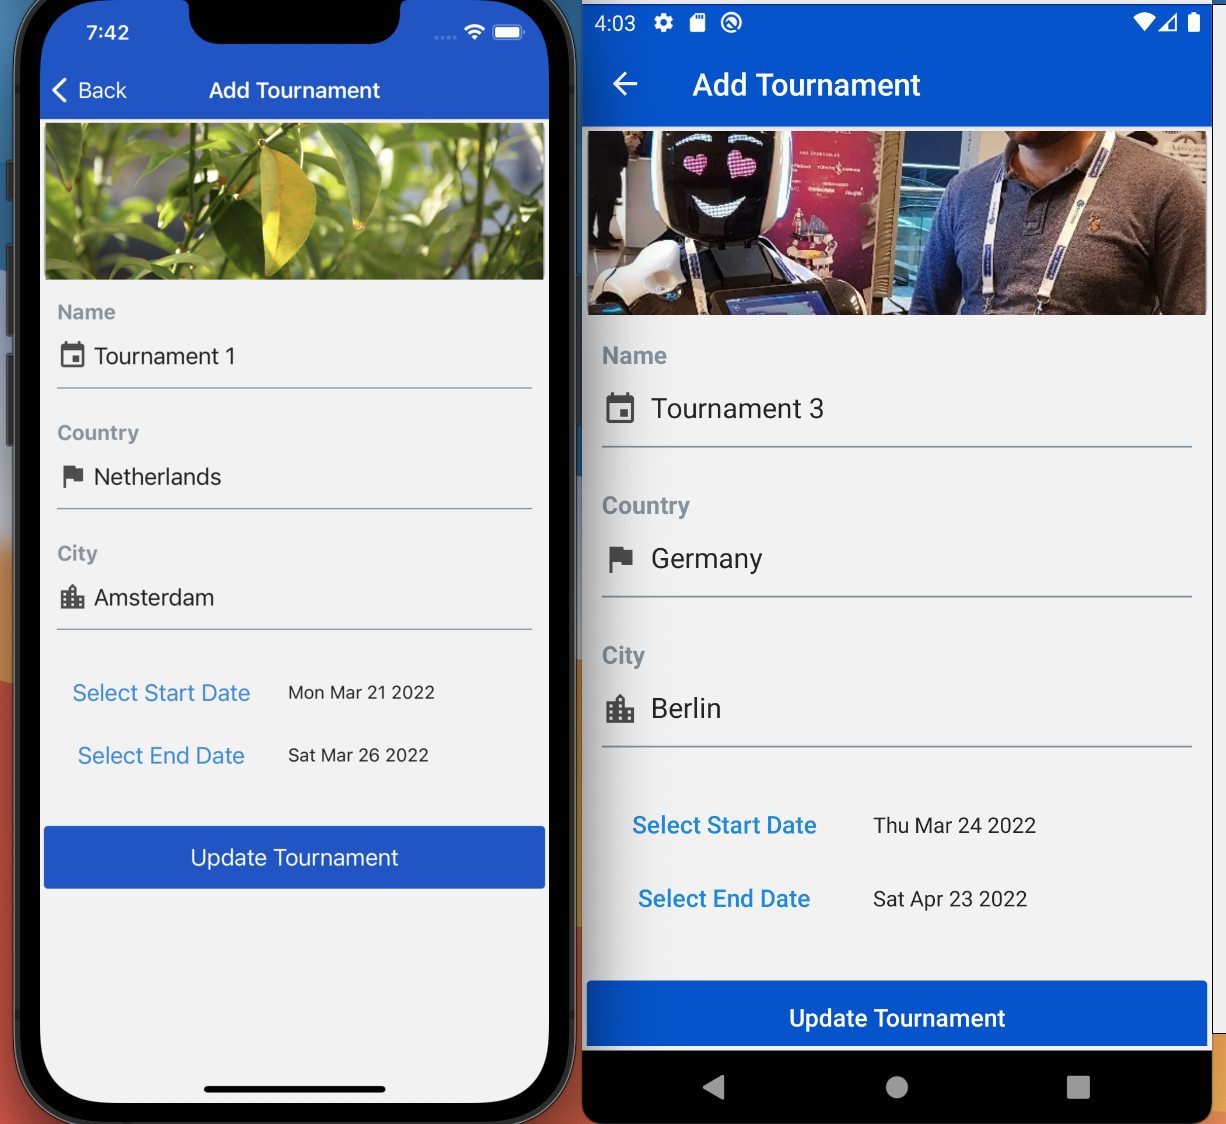 7:42
Back
Add Tournament
Name
Tournament 1
Country
Netherlands
City
Amsterdam
Select Start Date
Mon Mar 21 2022
Select End Date
Sat Mar 26 2022
Update Tournament
4:03
Add Tournament
Name
Tournament 3
Country
Germany
City
Berlin
Select Start Date
Thu Mar 24 2022
Select End Date
Sat Apr 23 2022
Update Tournament